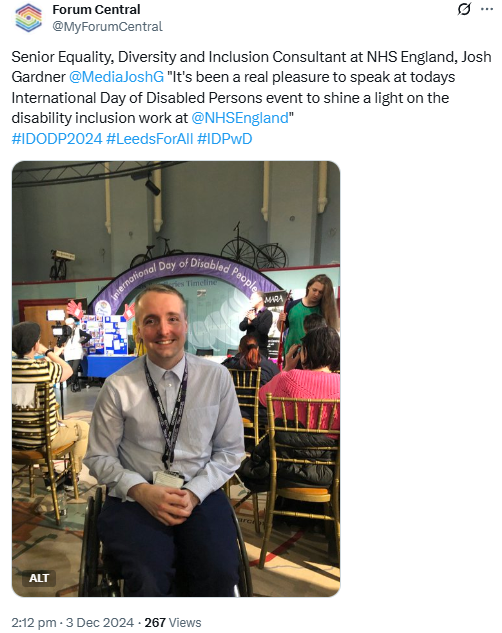 Forum Central
@MyForumCentral
Senior Equality, Diversity and Inclusion Consultant at NHS England, Josh
Gardner @MediaJoshG "It's been a real pleasure to speak at todays
International Day of Disabled Persons event to shine a light on the
disability inclusion work at @NHSEngland"
#IDODP2024 #LeedsForAll #IDPwD
International Day of Disabled People
Timeline
MARA
ALT
2:12 pm · 3 Dec 2024 · 267 Views